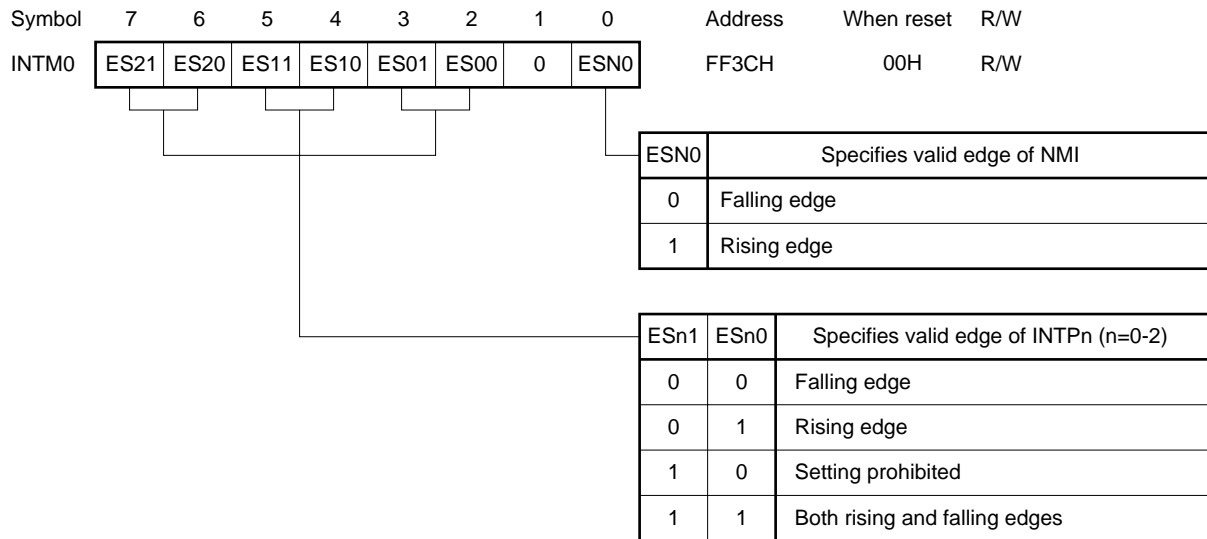 Symbol 7 6 5 4 3 2 1 0 Address When reset R/W
INTM0 ES21 ES20 ES11 ES10 ES01 ES00 0 ESN0 FF3CH 00H R/W
ESN0 Specifies valid edge of NMI
0 Falling edge
1 Rising edge
ESn1 ESn0 Specifies valid edge of INTPn (n=0-2)
0 0 Falling edge
0 1 Rising edge
1 0 Setting prohibited
1 1 Both rising and falling edges